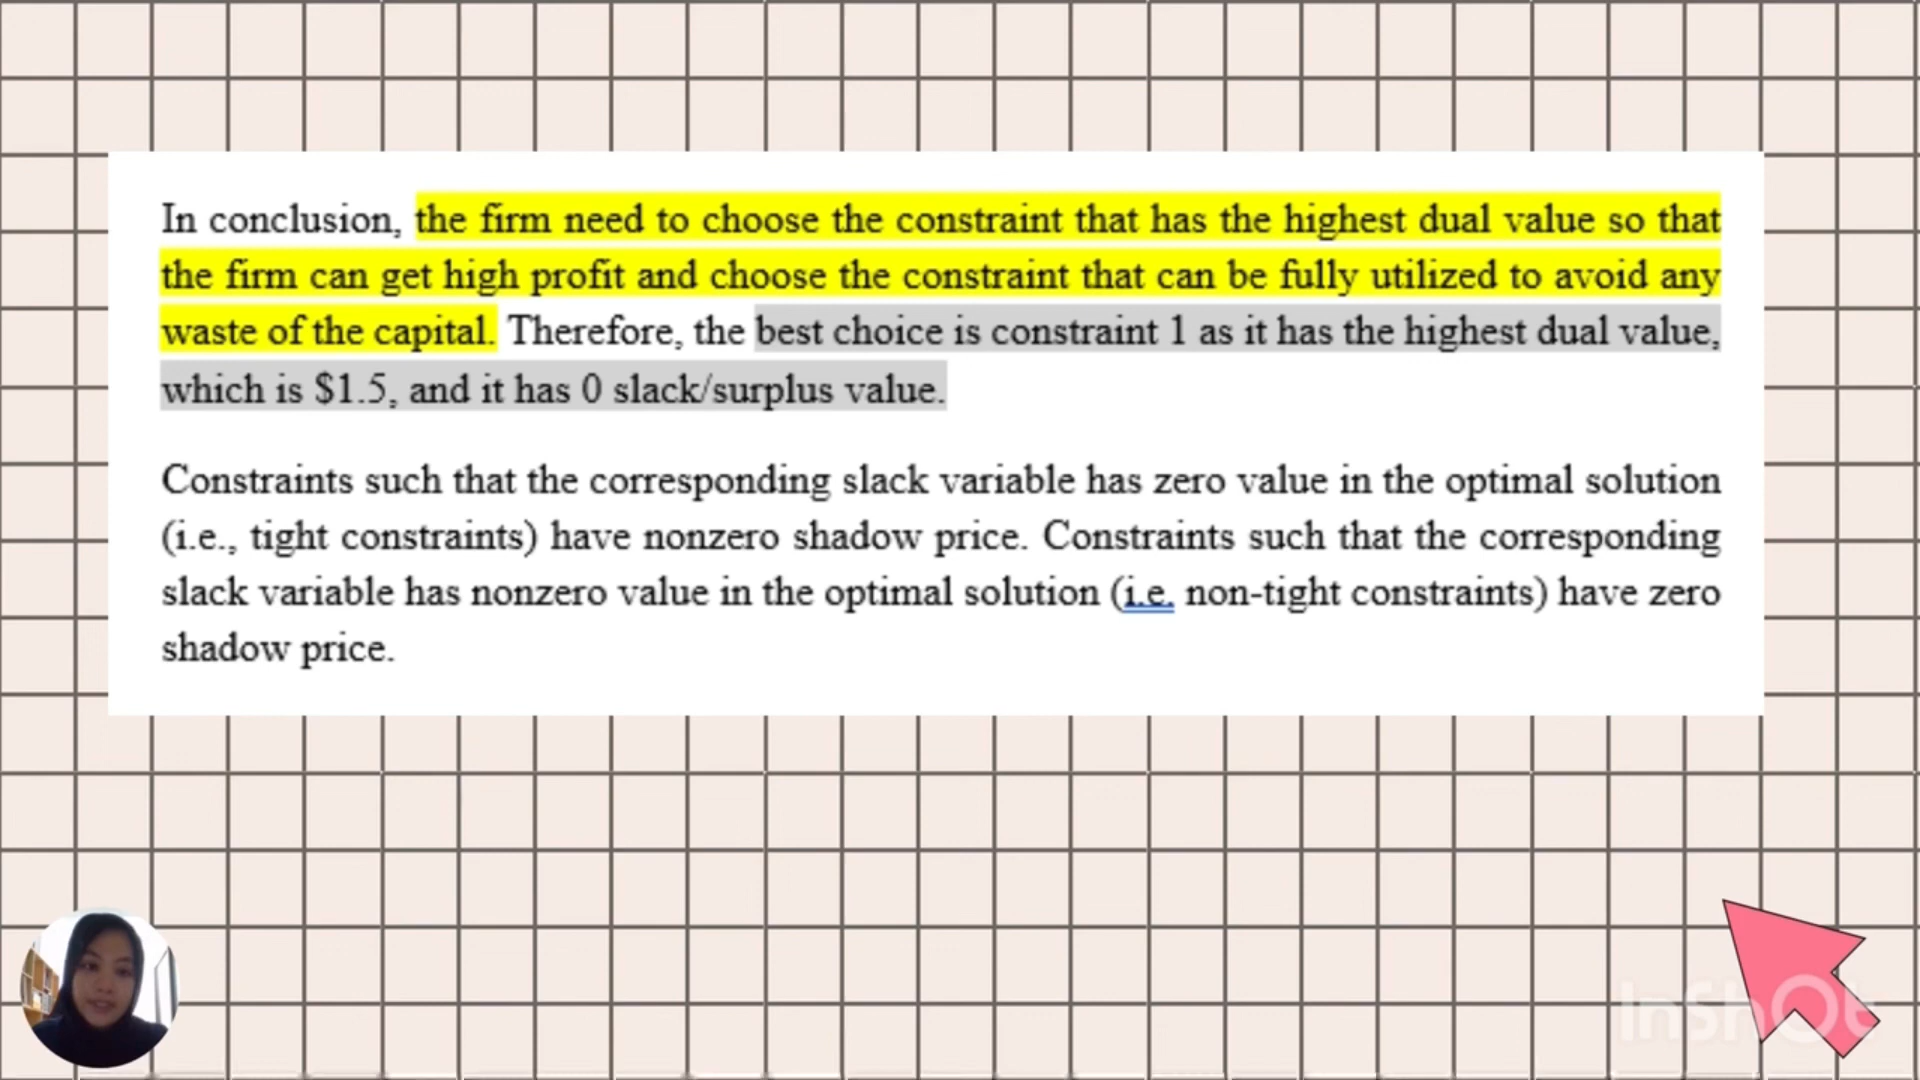 In conclusion, the firm need to choose the constraint that has the highest dual value so that
the firm can get high profit and choose the constraint that can be fully utilized to avoid any
waste of the capital. Therefore, the best choice is constraint 1 as it has the highest dual value,
which is $1.5, and it has 0 slack/surplus value.
Constraints such that the corresponding slack variable has zero value in the optimal solution
(i.e., tight constraints) have nonzero shadow price. Constraints such that the corresponding
slack variable has nonzero value in the optimal solution (i.e. non-tight constraints) have zero
shadow price.
InShOt